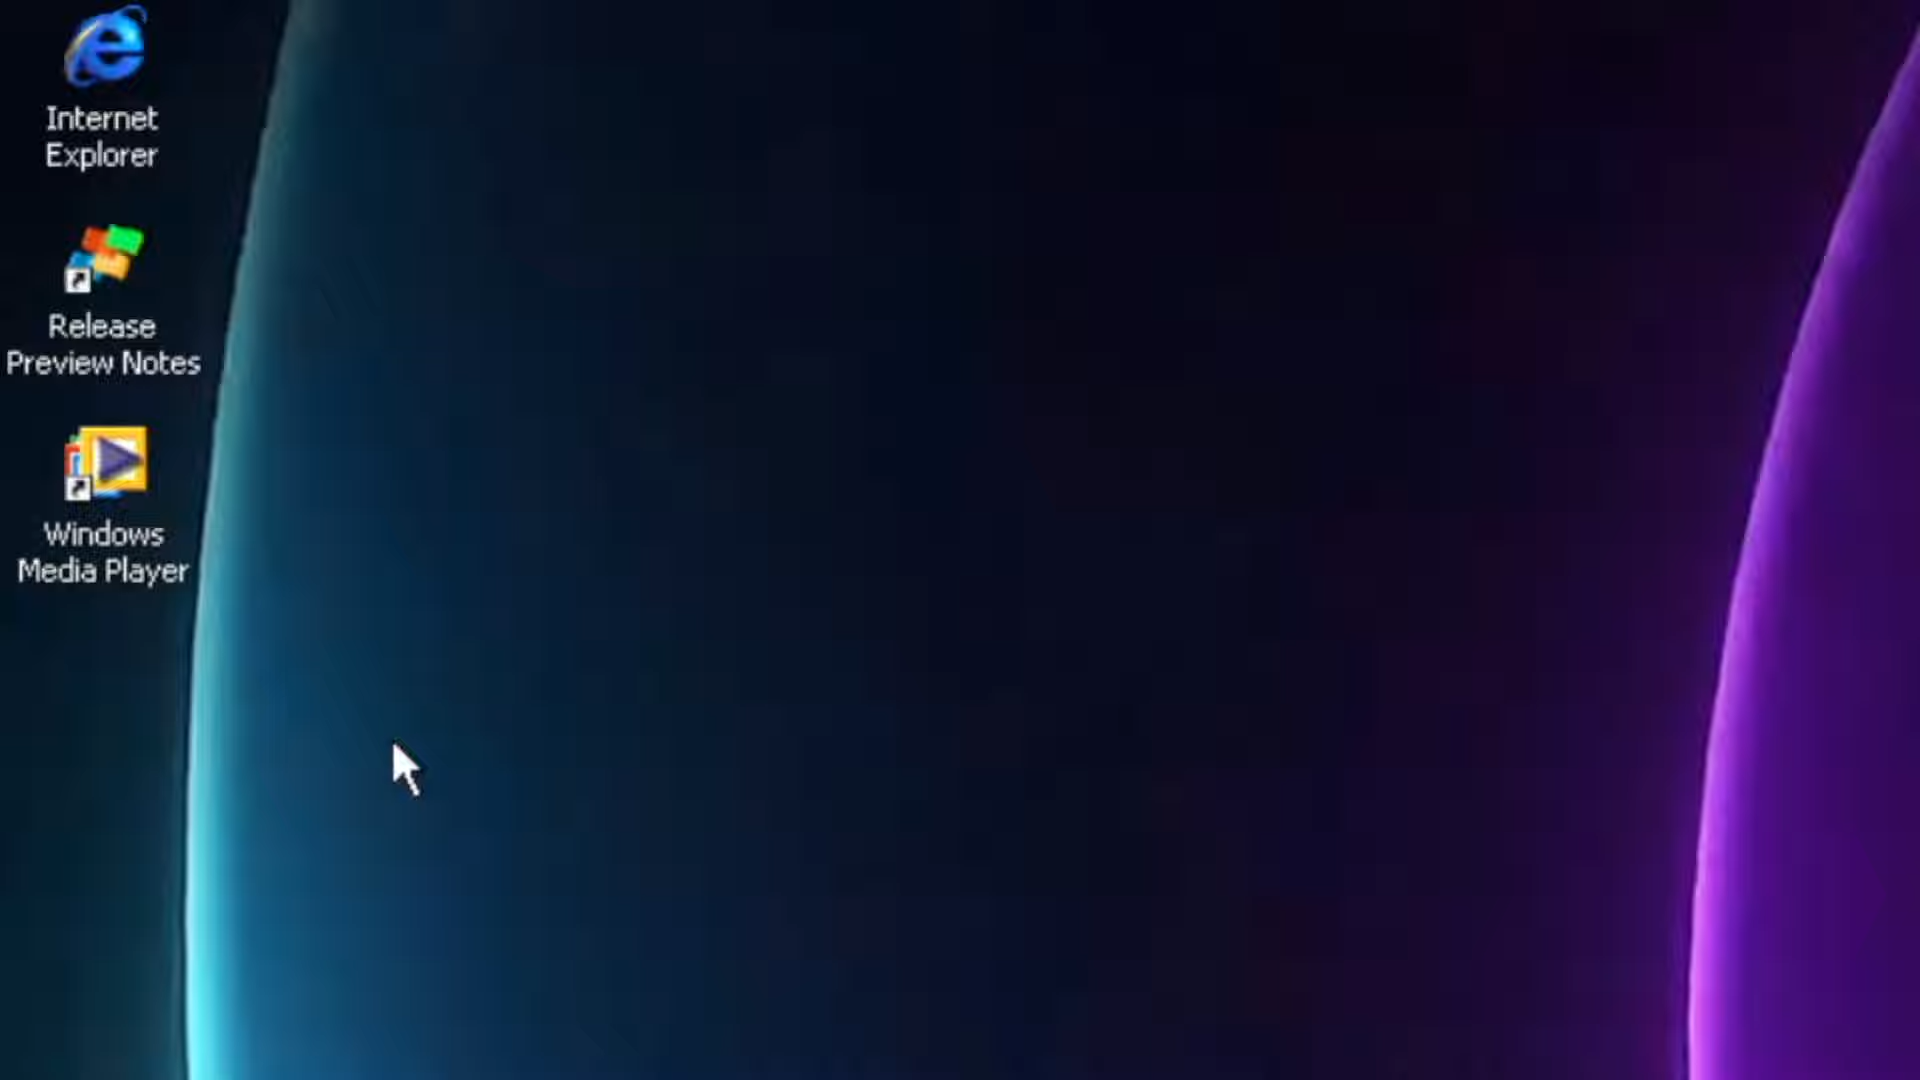 Internet
Explorer
Release
Preview Notes
Windows
Media Player